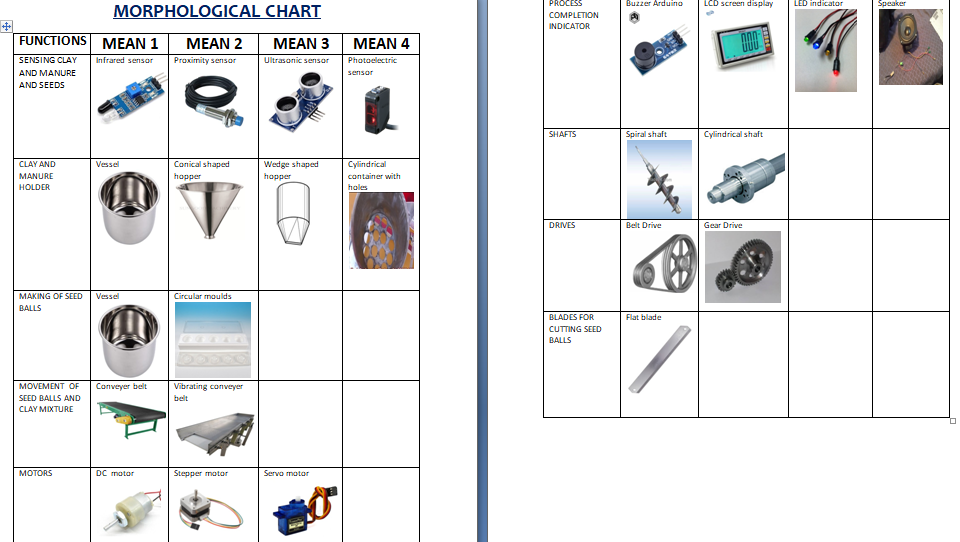 MORPHOLOGICAL CHART
FUNCTIONS MEAN 1 MEAN 2 MEAN 3 MEAN 4
SENSING CLAY
AND MANURE
AND SEEDS
Infrared sensor
Proximity sensor
Ultrasonic sensor
Photoelectric
sensor
CLAY AND
MANURE
HOLDER
Vessel
Conical shaped
hopper
Wedge shaped
hopper
Cylindrical
container with
holes
MAKING OF SEED
BALLS
Vessel
Circular moulds
MOVEMENT OF
SEED BALLS AND
CLAY MIXTURE
Conveyer belt
Vibrating conveyer
belt
MOTORS
DC motor
Stepper motor
Servo motor
PROCESS
COMPLETION
INDICATOR
Buzzer Arduino
LCD screen display
0.00
LED indicator
Speaker
SHAFTS
Spiral shaft
Cylindrical shaft
DRIVES
Belt Drive
Gear Drive
BLADES FOR
CUTTING SEED
BALLS
Flat blade